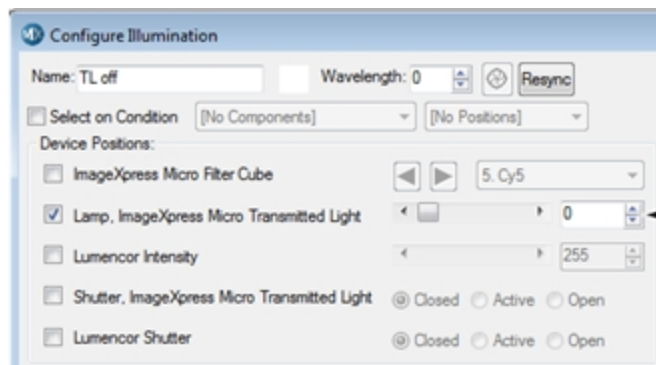 Configure Illumination
Name: TL off Wavelength: 0 Resync
Select on Condition [No Components] [No Positions]
Device Positions:
ImageXpress Micro Filter Cube 5. Cy5
Lamp, ImageXpress Micro Transmitted Light 0
Lumencor Intensity 255
Shutter, ImageXpress Micro Transmitted Light Closed Active Open
Lumencor Shutter Closed Active Open